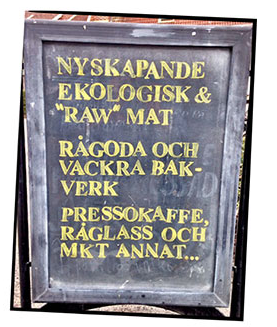 NYSKAPANDE
EKOLOGISK &
"RAW" MAT
RÅGODA OCH
VACKRA BAK-
VERK
PRESSOKAFFE,
RÅGLASS OCH
MKT ANNAT...